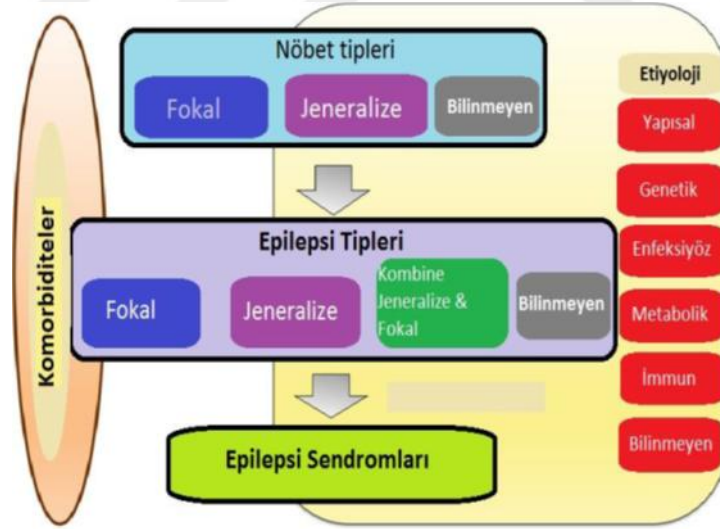 Komorbiditeler
Nöbet tipleri
Fokal
Jeneralize
Bilinmeyen
Epilepsi Tipleri
Fokal
Jeneralize
Kombine
Jeneralize &
Fokal
Bilinmeyen
Epilepsi Sendromları
Etiyoloji
Yapısal
Genetik
Enfeksiyöz
Metabolik
İmmun
Bilinmeyen